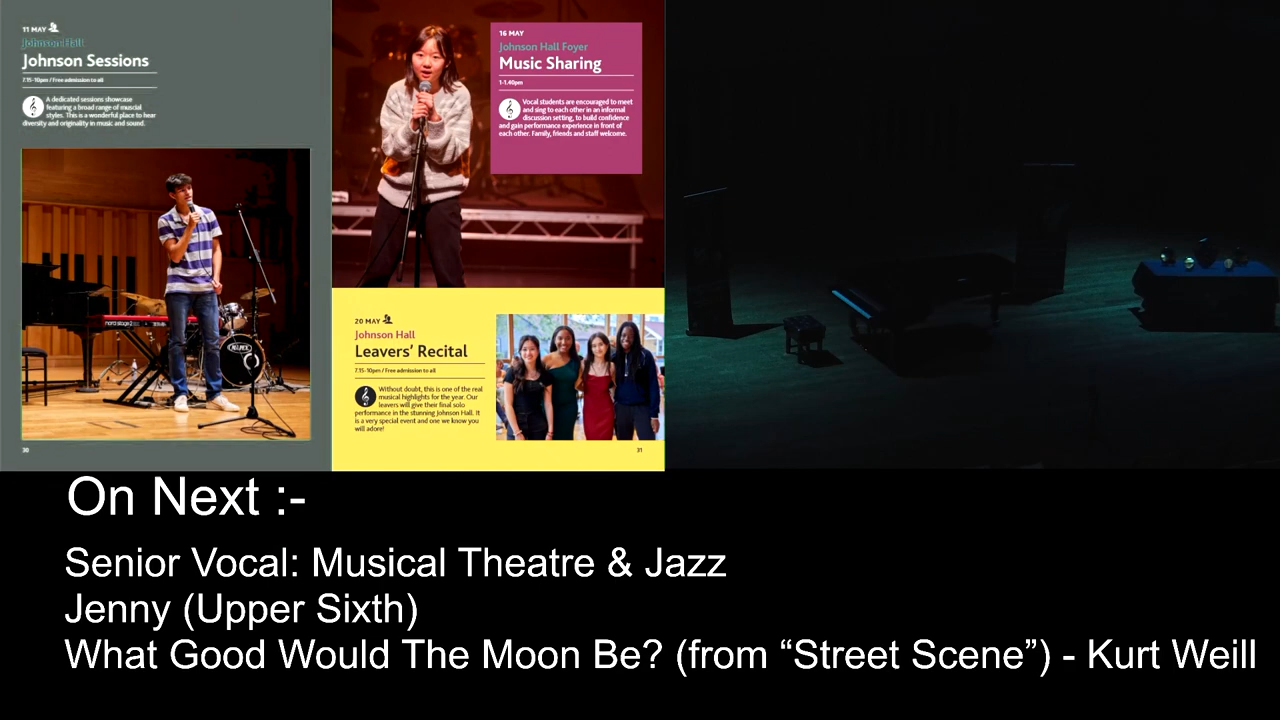 11 MAY
Johnson Hall
Johnson Sessions
7.15-10pm / Free admission to all
A dedicated sessions showcase
featuring a broad range of muscial
styles. This is a wonderful place to hear
diversity and originality in music and sound.
30
16 MAY
Johnson Hall Foyer
Music Sharing
1-1.40pm
Vocal students are encouraged to meet
and sing to each other in an informal
discussion setting, to build confidence
and gain performance experience in front of
each other. Family, friends and staff welcome.
20 MAY
Johnson Hall
Leavers' Recital
7.15-10pm / Free admission to all
Without doubt, this is one of the real
musical highlights for the year. Our
leavers will give their final solo
performance in the stunning Johnson Hall. It
is a very special event and one we know you
will adore!
31
On Next :-
Senior Vocal: Musical Theatre & Jazz
Jenny (Upper Sixth)
What Good Would The Moon Be? (from “Street Scene”) - Kurt Weill